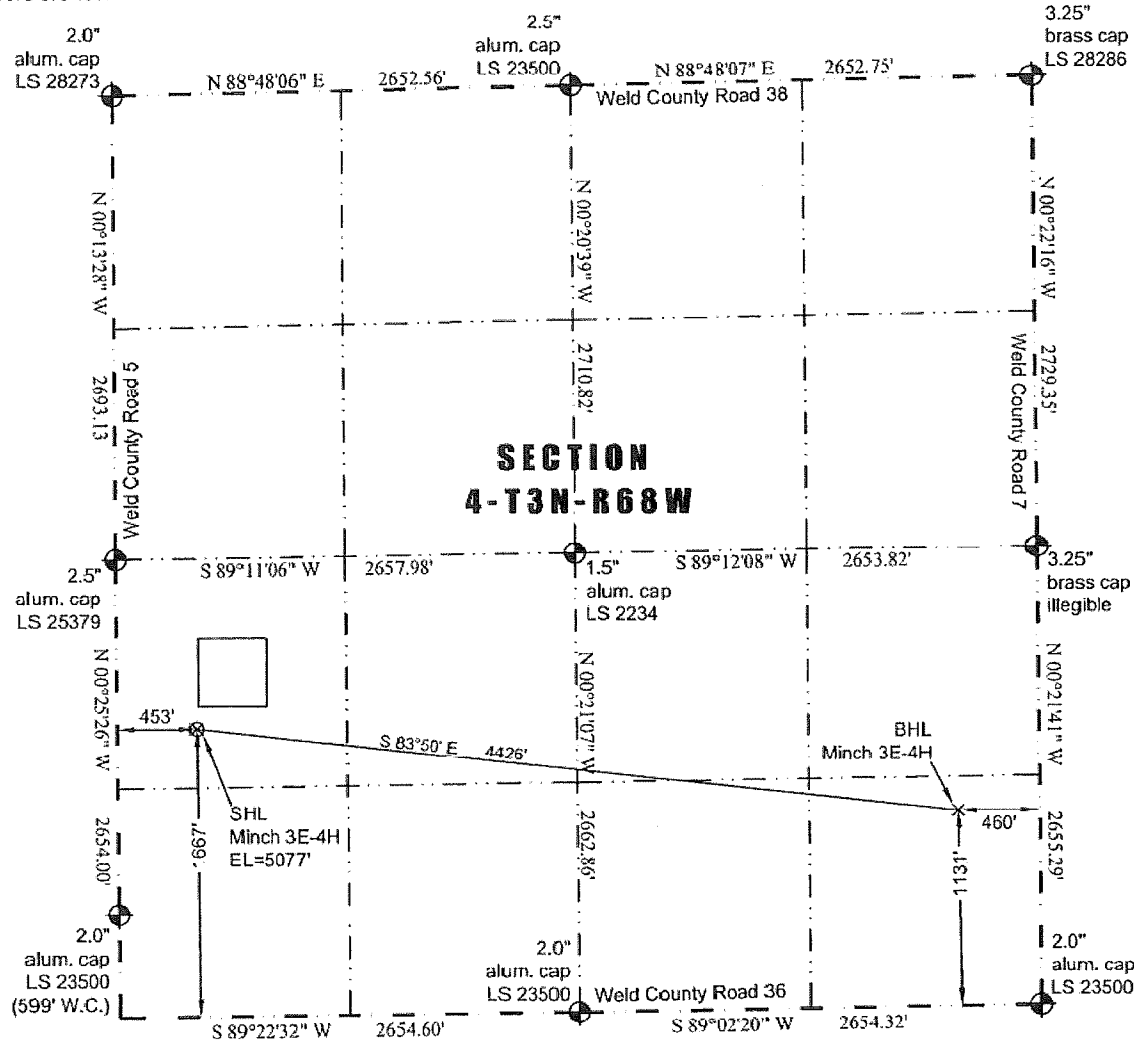 2.0"
alum. cap
LS 28273
2.5"
alum. cap
LS 23500
3.25"
brass cap
LS 28286
N 88°48'06" E 2652.56'
N 88°48'07" E 2652.75'
Weld County Road 38
N 00°13'28" W
2693.13
Weld County Road 5
N 00°20'39" W
2710.82'
N 00°22'16" W
2729.35'
Weld County Road 7
SECTION
4-T3N-R68W
S 89°11'06" W 2657.98'
S 89°12'08" W 2653.82'
2.5"
alum. cap
LS 25379
1.5"
alum. cap
LS 2234
3.25"
brass cap
illegible
N 00°25'26" W
2654.00'
453'
S 83°50' E 4426'
N 00°21'07" W
2662.86'
N 00°21'41" W
2655.29'
BHL
Minch 3E-4H
460'
1131'
SHL
Minch 3E-4H
EL=5077'
2.0"
alum. cap
LS 23500
(599' W.C.)
2.0"
alum. cap
LS 23500
Weld County Road 36
2.0"
alum. cap
LS 23500
S 89°22'32" W 2654.60'
S 89°02'20" W 2654.32'